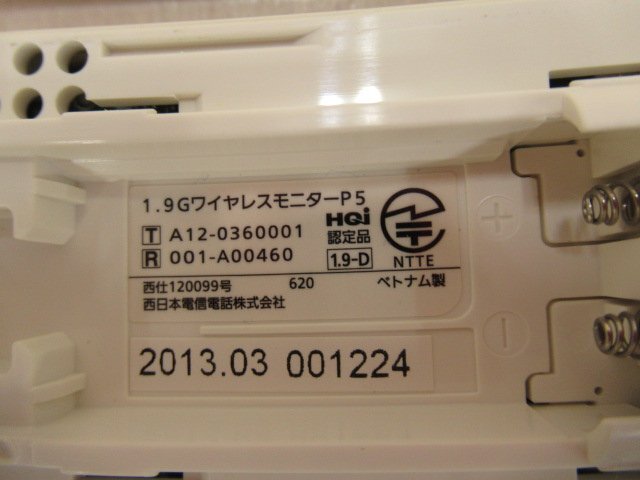 1.9GワイヤレスモニターP5
T A12-0360001
R 001-A00460
HQi
認定品
1.9-D
NTTE
西仕120099号 620 ベトナム製
西日本電信電話株式会社
2013.03 001224
+
−